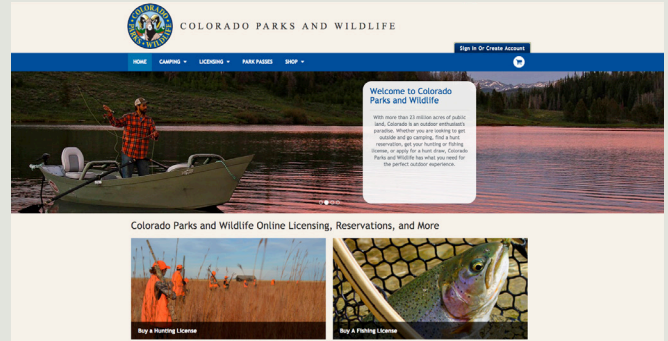 COLORADO
PARKS • WILDLIFE
COLORADO PARKS AND WILDLIFE
Sign In Or Create Account
HOME CAMPING LICENSING PARK PASSES SHOP
Welcome to Colorado
Parks and Wildlife
With more than 23 million acres of public
land, Colorado is an outdoor enthusiast's
paradise. Whether you are looking to get
outside and go camping, find a hunt
reservation, get your hunting or fishing
license, or apply for a hunt draw, Colorado
Parks and Wildlife has what you need for
the perfect outdoor experience.
Colorado Parks and Wildlife Online Licensing, Reservations, and More
Buy a Hunting License
Buy A Fishing License